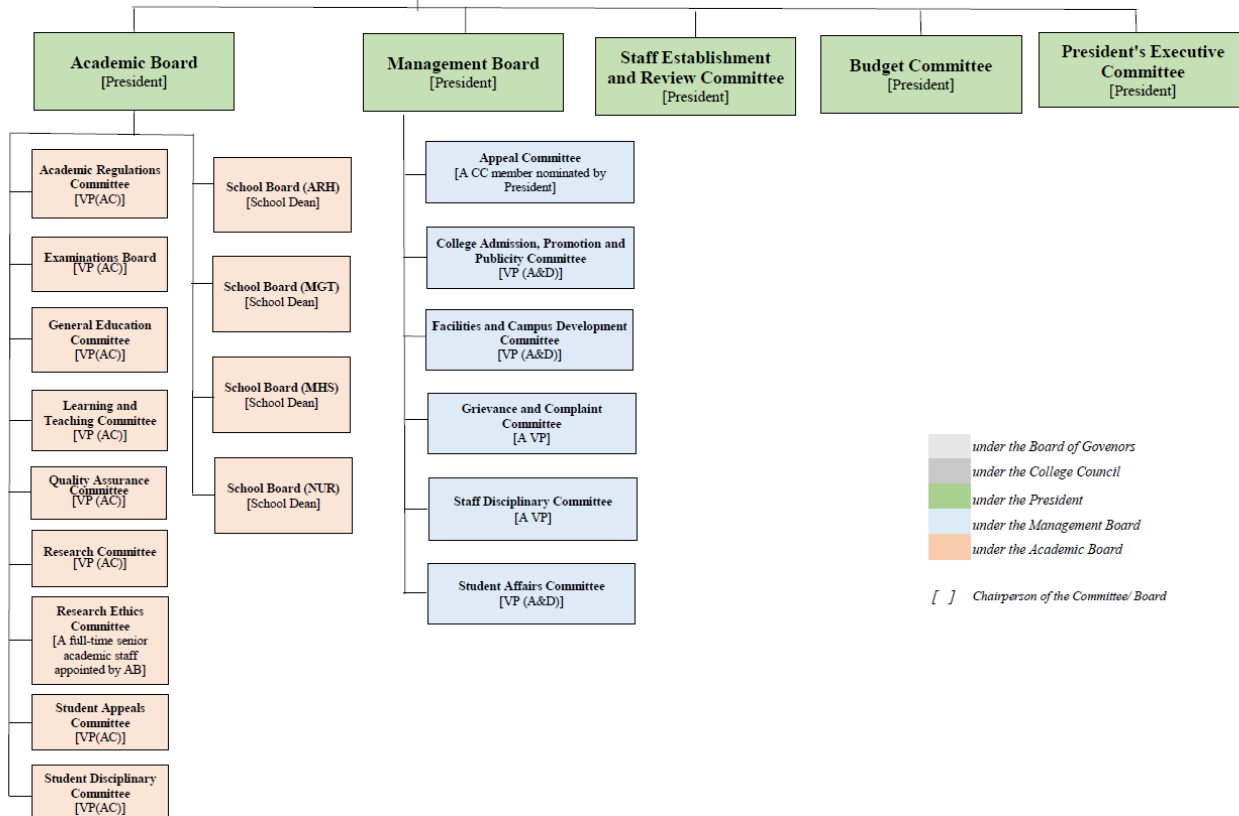 Academic Board
[President]
Management Board
[President]
Staff Establishment
and Review Committee
[President]
Budget Committee
[President]
President's Executive
Committee
[President]
Academic Regulations
Committee
[VP(AC)]
Examinations Board
[VP (AC)]
General Education
Committee
[VP(AC)]
Learning and
Teaching Committee
[VP (AC)]
Quality Assurance
Committee
[VP (AC)]
Research Committee
[VP (AC)]
Research Ethics
Committee
[A full-time senior
academic staff
appointed by AB]
Student Appeals
Committee
[VP(AC)]
Student Disciplinary
Committee
[VP(AC)]
School Board (ARH)
[School Dean]
School Board (MGT)
[School Dean]
School Board (MHS)
[School Dean]
School Board (NUR)
[School Dean]
Appeal Committee
[A CC member nominated by
President]
College Admission, Promotion and
Publicity Committee
[VP (A&D)]
Facilities and Campus Development
Committee
[VP (A&D)]
Grievance and Complaint
Committee
[A VP]
Staff Disciplinary Committee
[A VP]
Student Affairs Committee
[VP (A&D)]
under the Board of Govenors
under the College Council
under the President
under the Management Board
under the Academic Board
[ ] Chairperson of the Committee/ Board